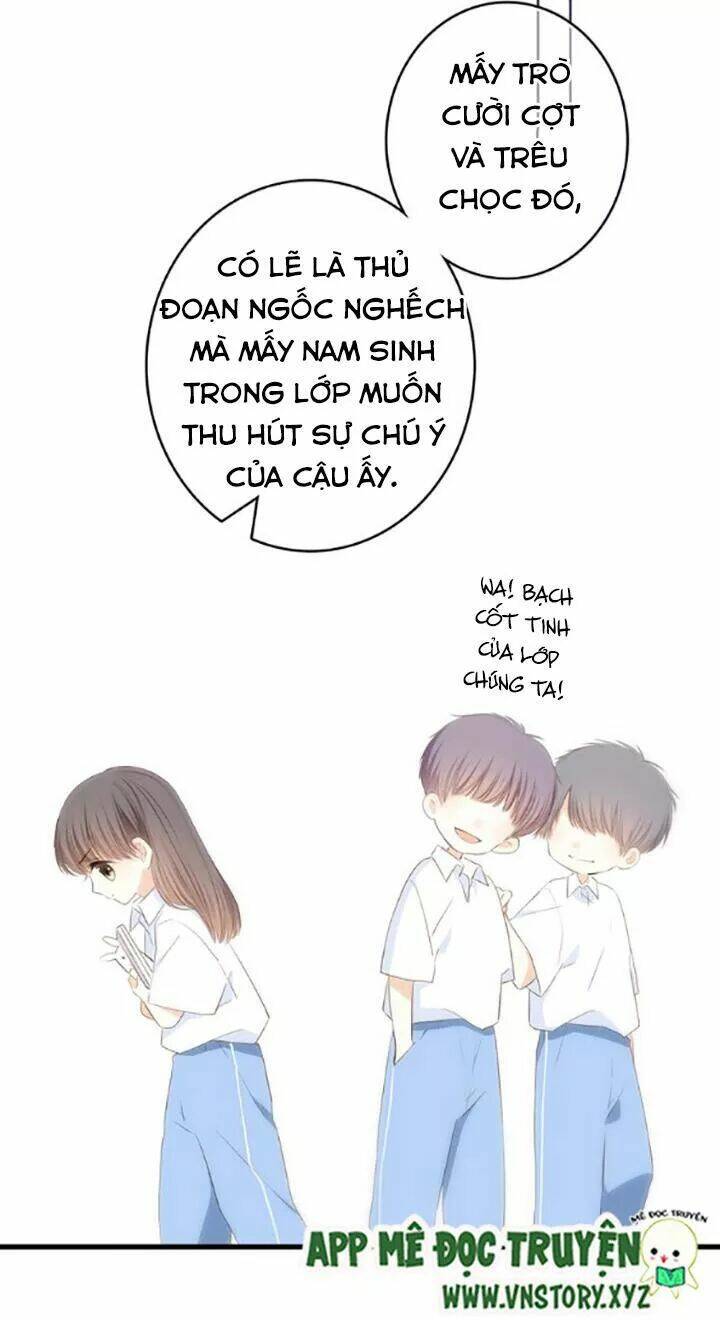 MẤY TRÒ
CƯỜI CỢT
VÀ TRÊU
CHỌC ĐÓ,
CÓ LẼ LÀ THỦ
ĐOẠN NGỐC NGHẾCH
MÀ MẤY NAM SINH
TRONG LỚP MUỐN
THU HÚT SỰ CHÚ Ý
CỦA CẬU ẤY.
WA! BẠCH
CỐT TINH
CỦA LỚP
CHÚNG TA!
MÊ ĐỌC TRUYỆN
APP MÊ ĐỌC TRUYỆN
WWW.VNSTORY.XYZ